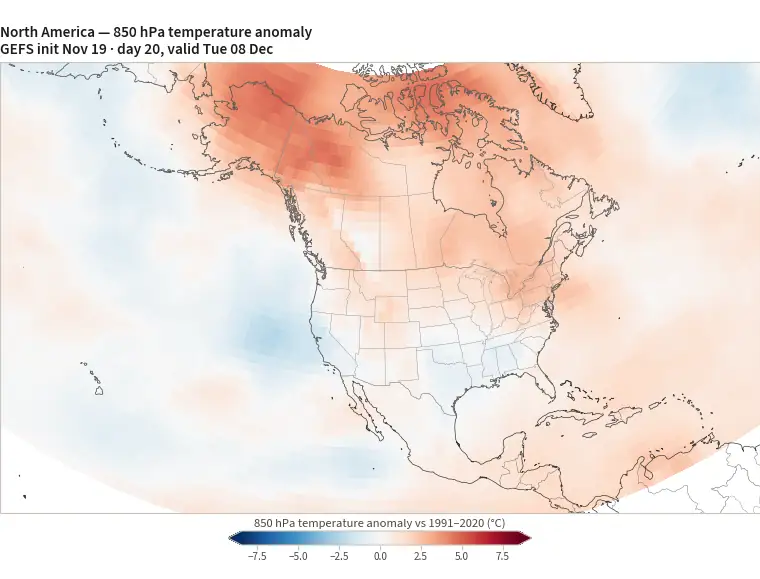 North America — 850 hPa temperature anomaly
GEFS init Nov 19 · day 20, valid Tue 08 Dec
850 hPa temperature anomaly vs 1991–2020 (°C)
−7.5 −5.0 −2.5 0.0 2.5 5.0 7.5